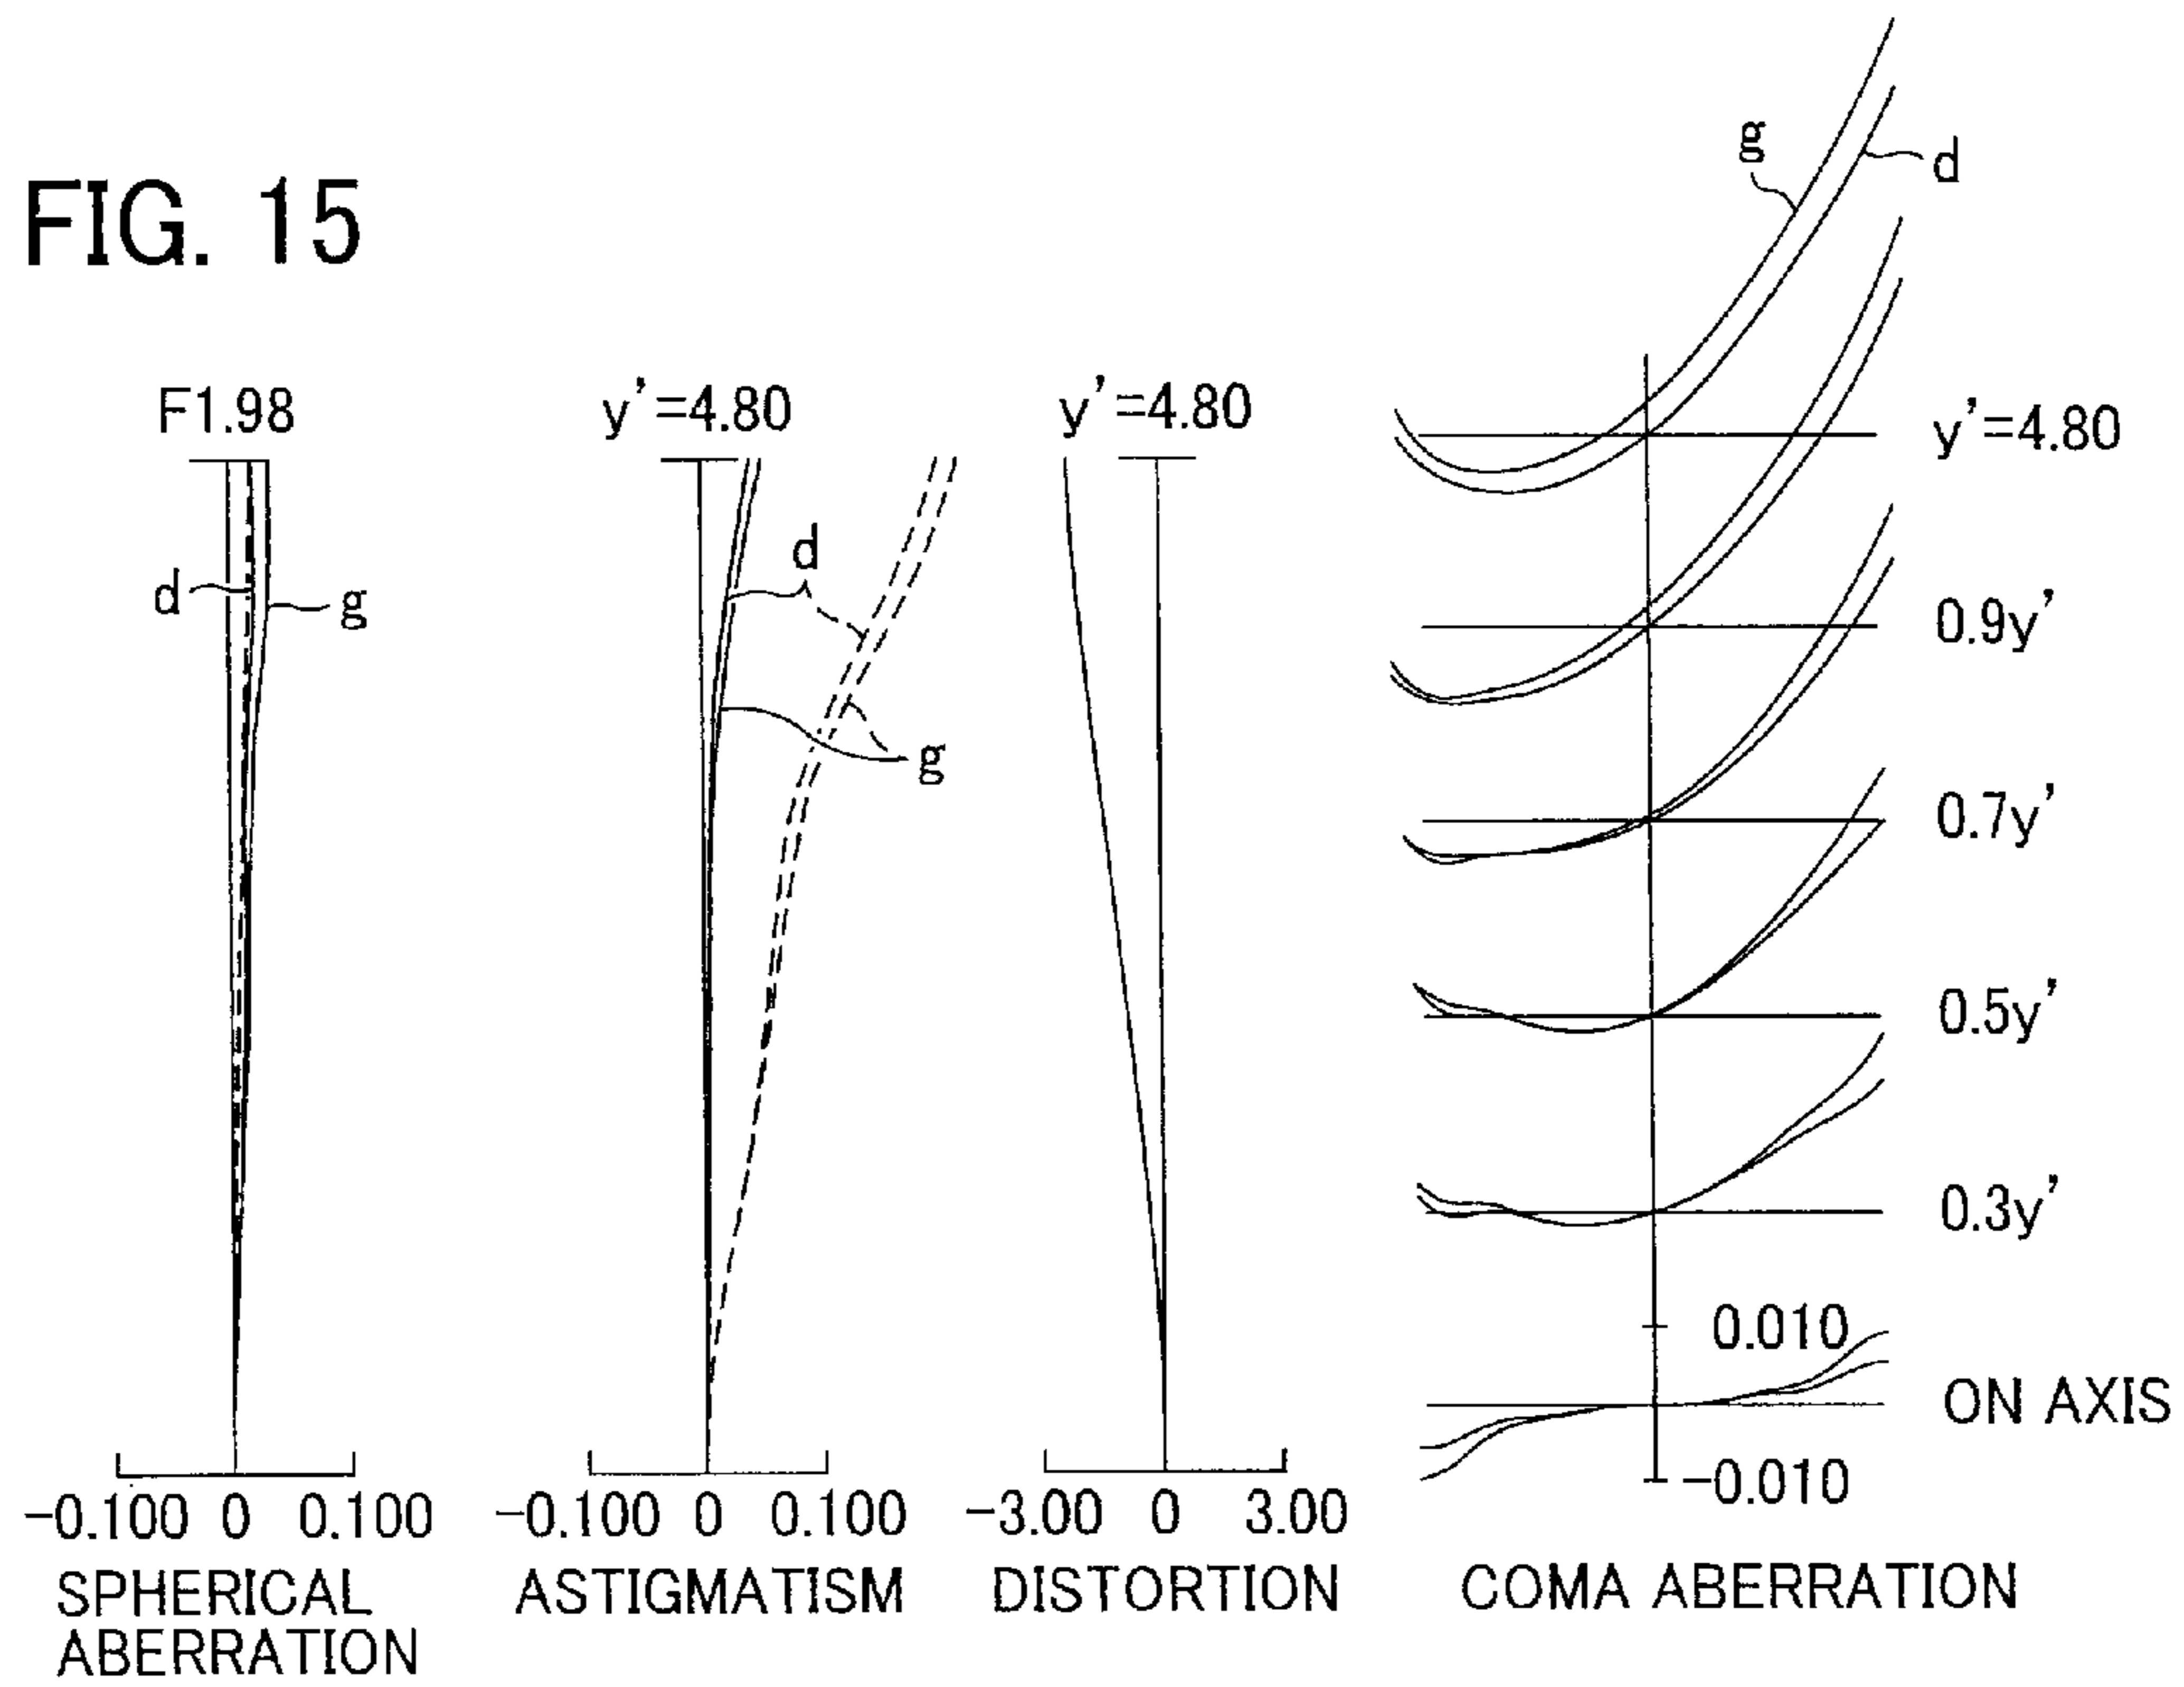 FIG. 15
F1.98
d
g
-0.100 0 0.100
SPHERICAL
ABERRATION
y'=4.80
d
g
-0.100 0 0.100
ASTIGMATISM
y'=4.80
-3.00 0 3.00
DISTORTION
g
d
y'=4.80
0.9y'
0.7y'
0.5y'
0.3y'
0.010
ON AXIS
-0.010
COMA ABERRATION